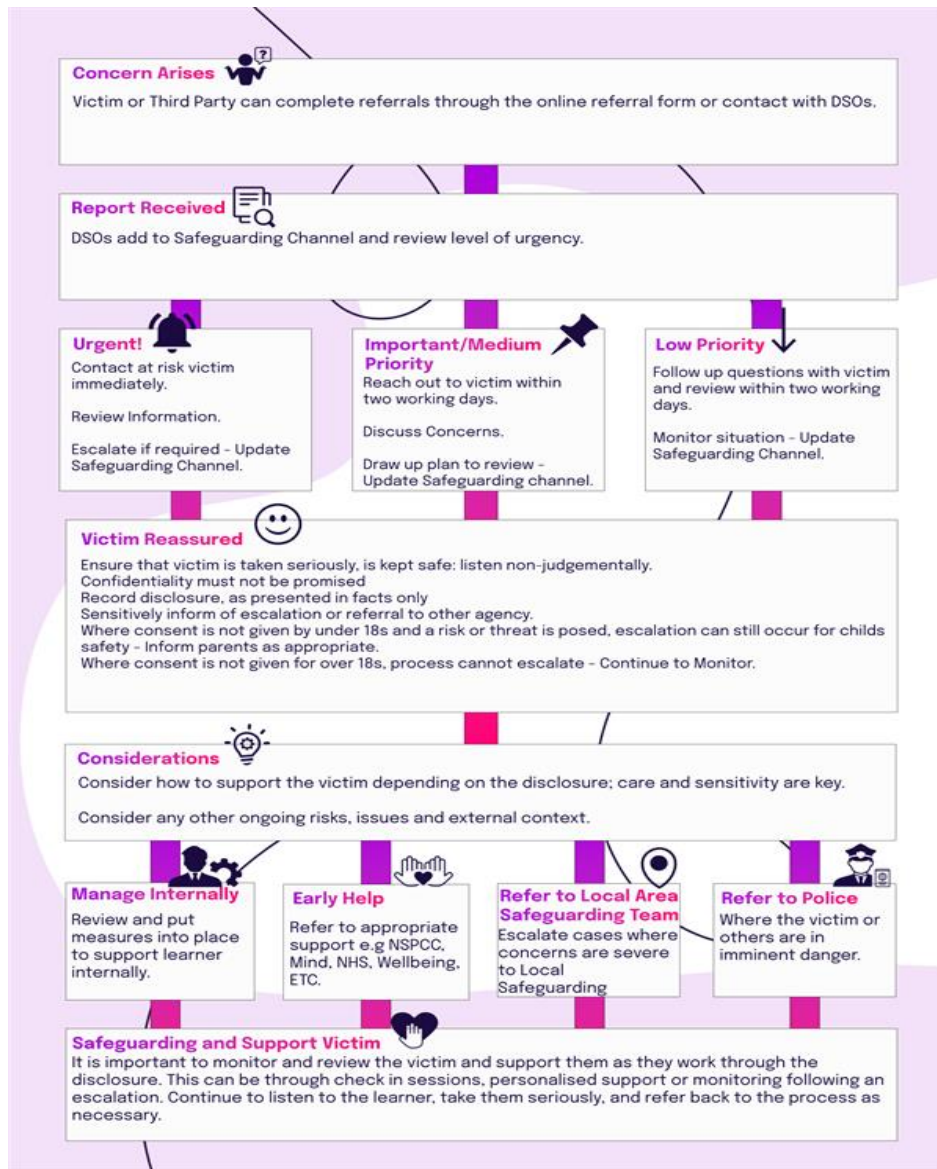 Concern Arises
?
Victim or Third Party can complete referrals through the online referral form or contact with DSOs.
Report Received
DSOs add to Safeguarding Channel and review level of urgency.
Urgent!
Contact at risk victim
immediately.
Review Information.
Escalate if required - Update
Safeguarding Channel.
Important/Medium
Priority
Reach out to victim within
two working days.
Discuss Concerns.
Draw up plan to review -
Update Safeguarding channel.
Low Priority
Follow up questions with victim
and review within two working
days.
Monitor situation - Update
Safeguarding Channel.
Victim Reassured
Ensure that victim is taken seriously, is kept safe: listen non-judgementally.
Confidentiality must not be promised
Record disclosure, as presented in facts only
Sensitively inform of escalation or referral to other agency.
Where consent is not given by under 18s and a risk or threat is posed, escalation can still occur for childs
safety - Inform parents as appropriate.
Where consent is not given for over 18s, process cannot escalate - Continue to Monitor.
Considerations
Consider how to support the victim depending on the disclosure; care and sensitivity are key.
Consider any other ongoing risks, issues and external context.
Manage Internally
Review and put
measures into place
to support learner
internally.
Early Help
Refer to appropriate
support e.g NSPCC,
Mind, NHS, Wellbeing,
ETC.
Refer to Local Area
Safeguarding Team
Escalate cases where
concerns are severe
to Local
Safeguarding
Refer to Police
Where the victim or
others are in
imminent danger.
Safeguarding and Support Victim
It is important to monitor and review the victim and support them as they work through the
disclosure. This can be through check in sessions, personalised support or monitoring following an
escalation. Continue to listen to the learner, take them seriously, and refer back to the process as
necessary.